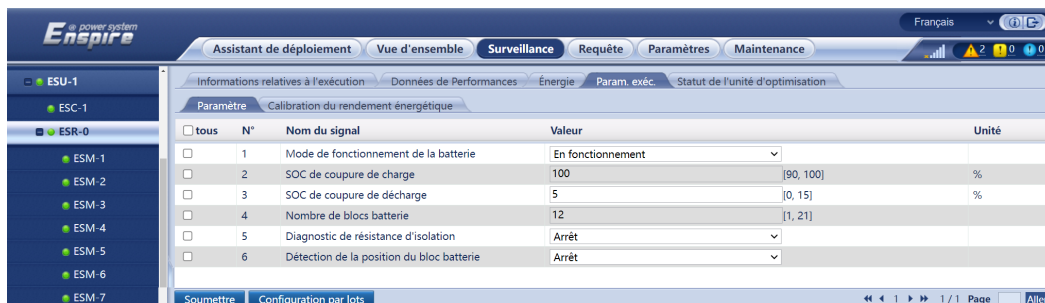 @ power system
Enspire
Français
Assistant de déploiement Vue d'ensemble Surveillance Requête Paramètres Maintenance
2 0 0
ESU-1
ESC-1
ESR-0
ESM-1
ESM-2
ESM-3
ESM-4
ESM-5
ESM-6
ESM-7
Informations relatives à l'exécution Données de Performances Énergie Param. exéc. Statut de l'unité d'optimisation
Paramètre Calibration du rendement énergétique
tous N° Nom du signal Valeur Unité
1 Mode de fonctionnement de la batterie En fonctionnement
2 SOC de coupure de charge 100 [90, 100] %
3 SOC de coupure de décharge 5 [0, 15] %
4 Nombre de blocs batterie 12 [1, 21]
5 Diagnostic de résistance d'isolation Arrêt
6 Détection de la position du bloc batterie Arrêt
Soumettre Configuration par lots 1 1/1 Page